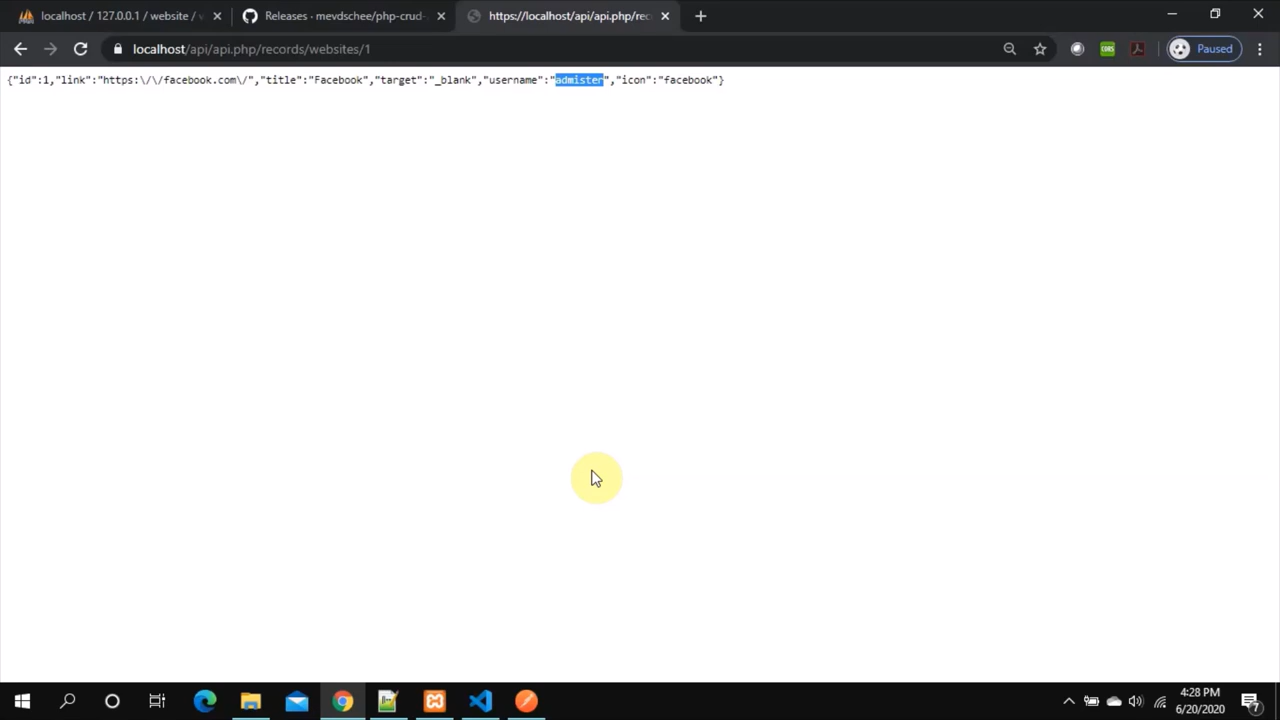 localhost / 127.0.0.1 / website /
Releases · mevdschee/php-crud-
https://localhost/api/api.php/rec
localhost/api/api.php/records/websites/1
CORS
Paused
{"id":1,"link":"https:\/\/facebook.com\/","title":"Facebook","target":"_blank","username":"admister","icon":"facebook"}
4:28 PM
6/20/2020
7